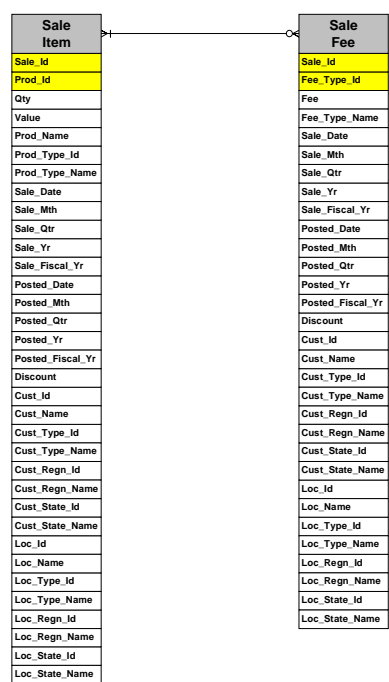 Sale
Item
Sale_Id
Prod_Id
Qty
Value
Prod_Name
Prod_Type_Id
Prod_Type_Name
Sale_Date
Sale_Mth
Sale_Qtr
Sale_Yr
Sale_Fiscal_Yr
Posted_Date
Posted_Mth
Posted_Qtr
Posted_Yr
Posted_Fiscal_Yr
Discount
Cust_Id
Cust_Name
Cust_Type_Id
Cust_Type_Name
Cust_Regn_Id
Cust_Regn_Name
Cust_State_Id
Cust_State_Name
Loc_Id
Loc_Name
Loc_Type_Id
Loc_Type_Name
Loc_Regn_Id
Loc_Regn_Name
Loc_State_Id
Loc_State_Name
Sale
Fee
Sale_Id
Fee_Type_Id
Fee
Fee_Type_Name
Sale_Date
Sale_Mth
Sale_Qtr
Sale_Yr
Sale_Fiscal_Yr
Posted_Date
Posted_Mth
Posted_Qtr
Posted_Yr
Posted_Fiscal_Yr
Discount
Cust_Id
Cust_Name
Cust_Type_Id
Cust_Type_Name
Cust_Regn_Id
Cust_Regn_Name
Cust_State_Id
Cust_State_Name
Loc_Id
Loc_Name
Loc_Type_Id
Loc_Type_Name
Loc_Regn_Id
Loc_Regn_Name
Loc_State_Id
Loc_State_Name